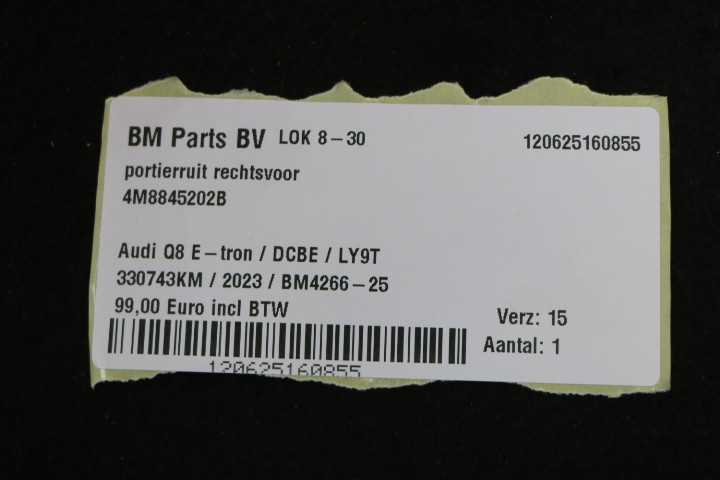 BM Parts BV LOK 8-30 120625160855
portierruit rechtsvoor
4M8845202B
Audi Q8 E-tron / DCBE / LY9T
330743KM / 2023 / BM4266-25
99,00 Euro incl BTW
Verz: 15
Aantal: 1
120625160855